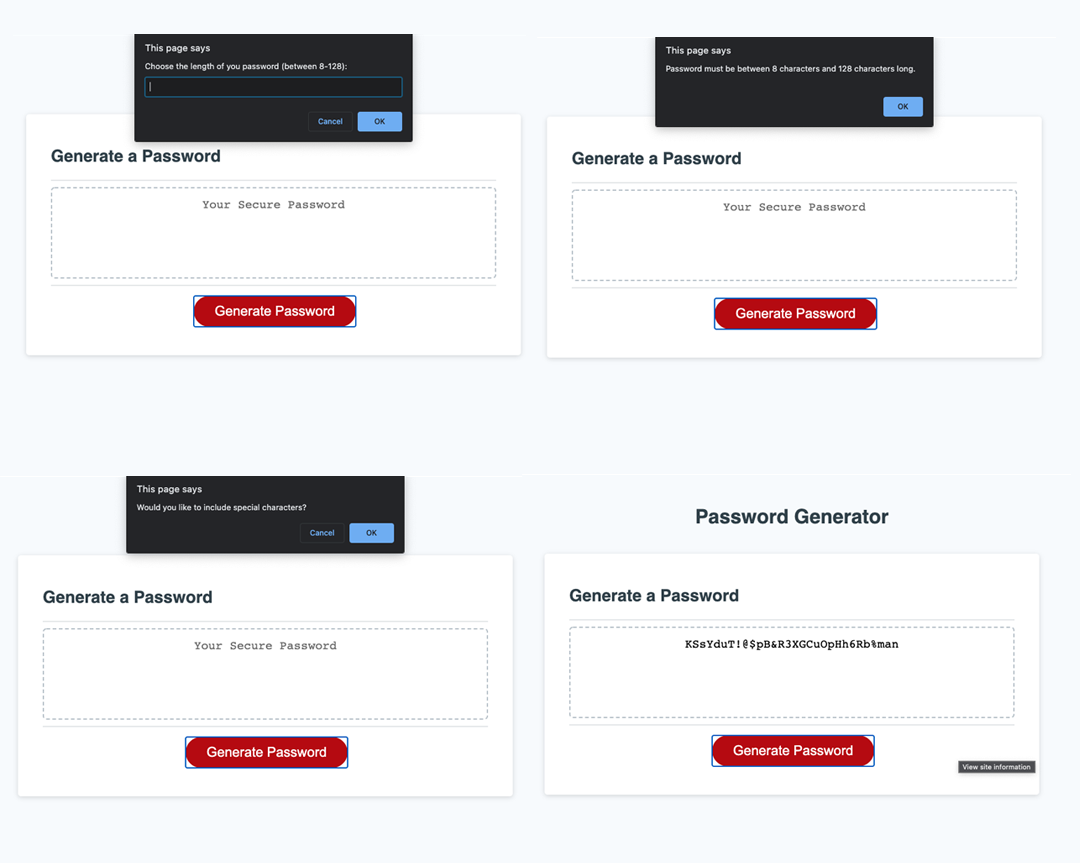 This page says
Choose the length of you password (between 8-128):
Cancel
OK
Generate a Password
Your Secure Password
Generate Password
This page says
Password must be between 8 characters and 128 characters long.
OK
Generate a Password
Your Secure Password
Generate Password
This page says
Would you like to include special characters?
Cancel
OK
Generate a Password
Your Secure Password
Generate Password
Password Generator
Generate a Password
KSsYduT!@$pB&R3XGCuOpHh6Rb%man
Generate Password
View site information